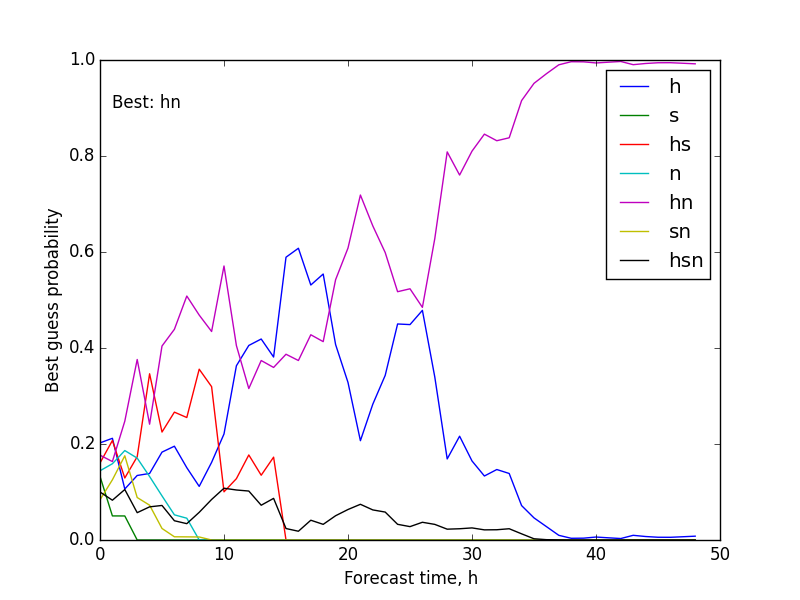 1.0
0.8
0.6
0.4
0.2
0.0
Best guess probability
Best: hn
h
s
hs
n
hn
sn
hsn
0 10 20 30 40 50
Forecast time, h